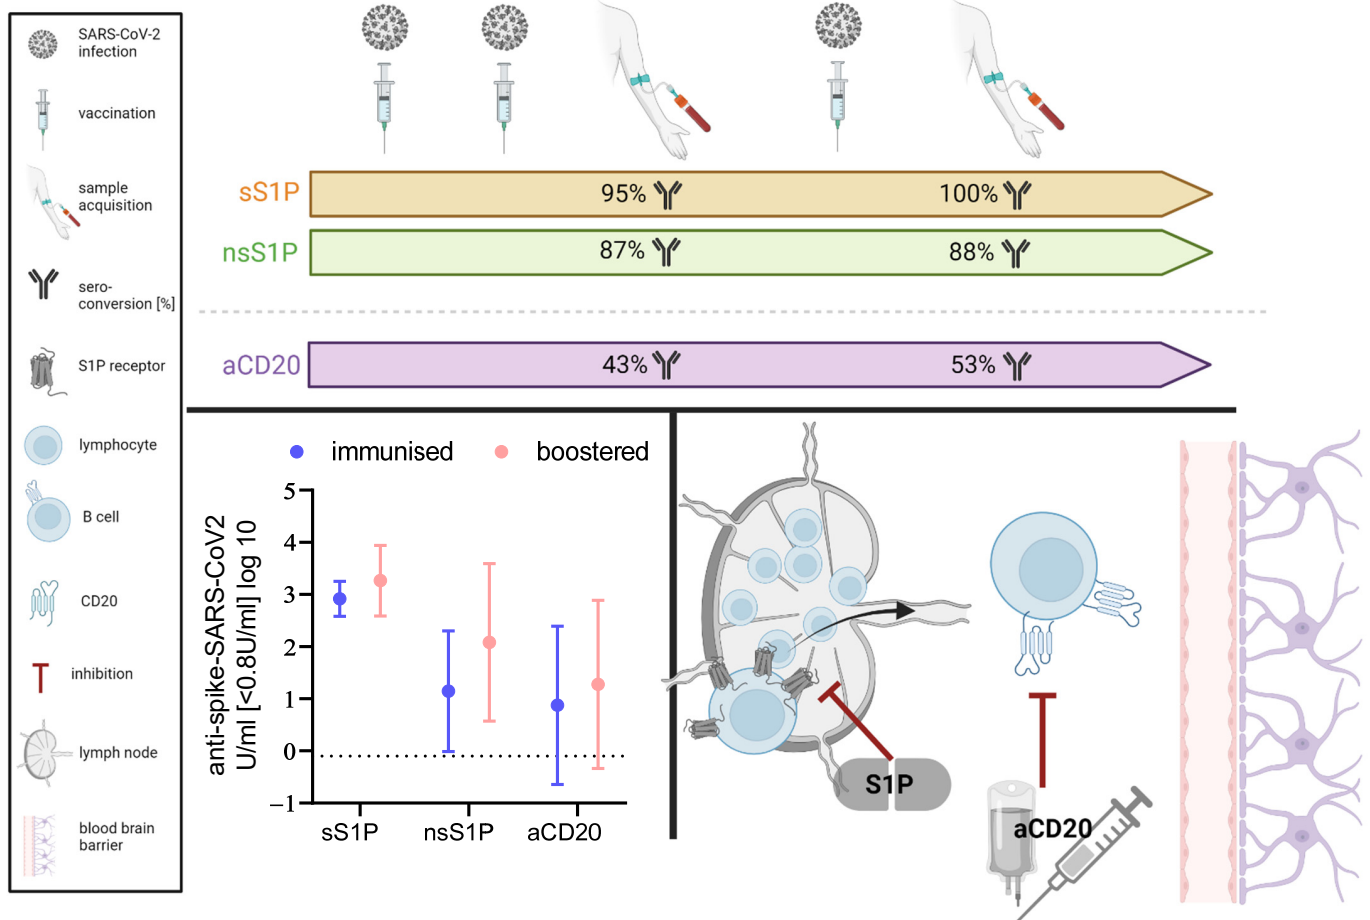 SARS-CoV-2
infection
vaccination
sample
acquisition
sero-
conversion [%]
S1P receptor
lymphocyte
B cell
CD20
inhibition
lymph node
blood brain
barrier
sS1P
95%
100%
nsS1P
87%
88%
aCD20
43%
53%
immunised
boostered
anti-spike-SARS-CoV2
U/ml [<0.8U/ml] log 10
5
4
3
2
1
0
−1
sS1P
nsS1P
aCD20
S1P
aCD20